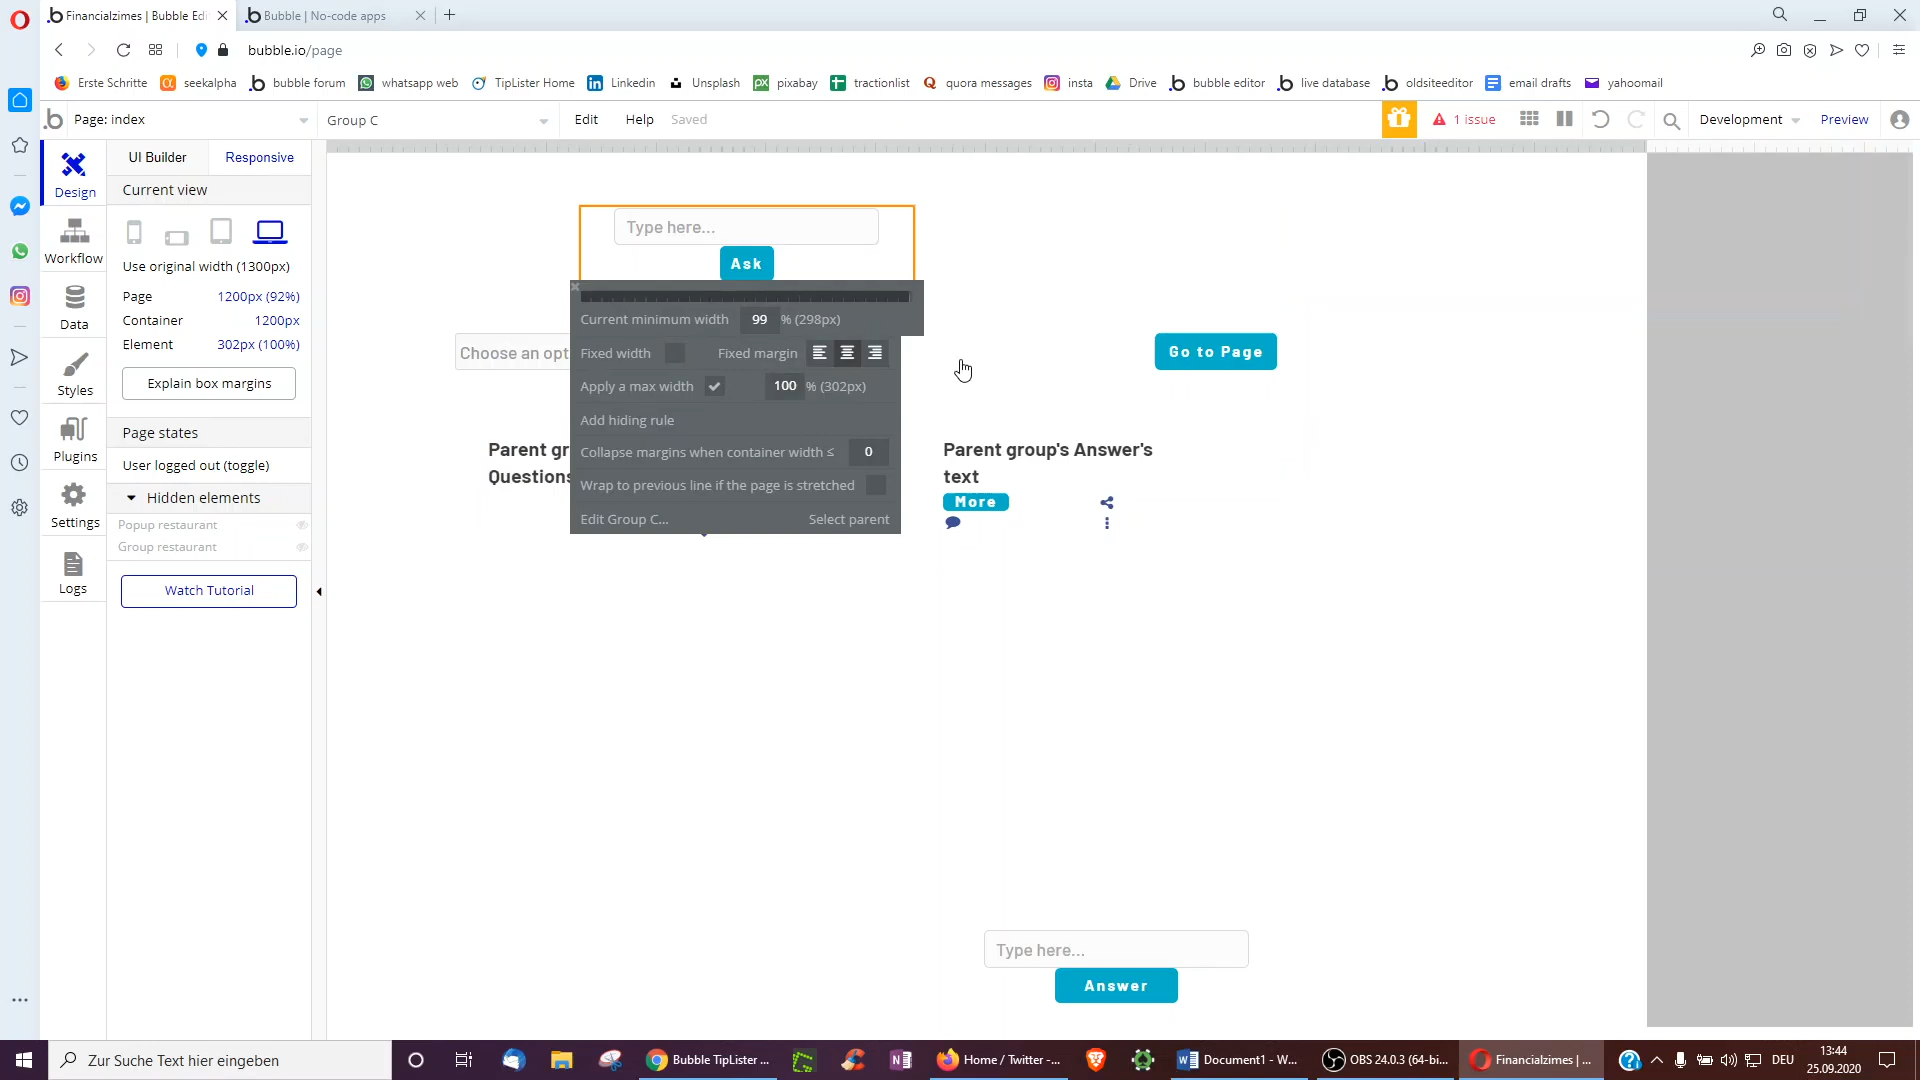 Financialzimes | Bubble Edi
Bubble | No-code apps
bubble.io/page
Erste Schritte
seekalpha
bubble forum
whatsapp web
TipLister Home
Linkedin
Unsplash
pixabay
tractionlist
quora messages
insta
Drive
bubble editor
live database
oldsiteeditor
email drafts
yahoomail
Page: index
Group C
Edit
Help
Saved
1 issue
Development
Preview
Design
Workflow
Data
Styles
Plugins
Settings
Logs
UI Builder
Responsive
Current view
Use original width (1300px)
Page 1200px (92%)
Container 1200px
Element 302px (100%)
Explain box margins
Page states
User logged out (toggle)
Hidden elements
Popup restaurant
Group restaurant
Watch Tutorial
Type here...
Ask
Current minimum width 99 % (298px)
Fixed width
Fixed margin
Apply a max width 100 % (302px)
Add hiding rule
Collapse margins when container width ≤ 0
Wrap to previous line if the page is stretched
Edit Group C...
Select parent
Choose an opt
Go to Page
Parent gr
Questions
Parent group's Answer's
text
More
Type here...
Answer
Zur Suche Text hier eingeben
Bubble TipLister ...
Home / Twitter -...
Document1 - W...
OBS 24.0.3 (64-bi...
Financialzimes | ...
DEU
13:44
25.09.2020